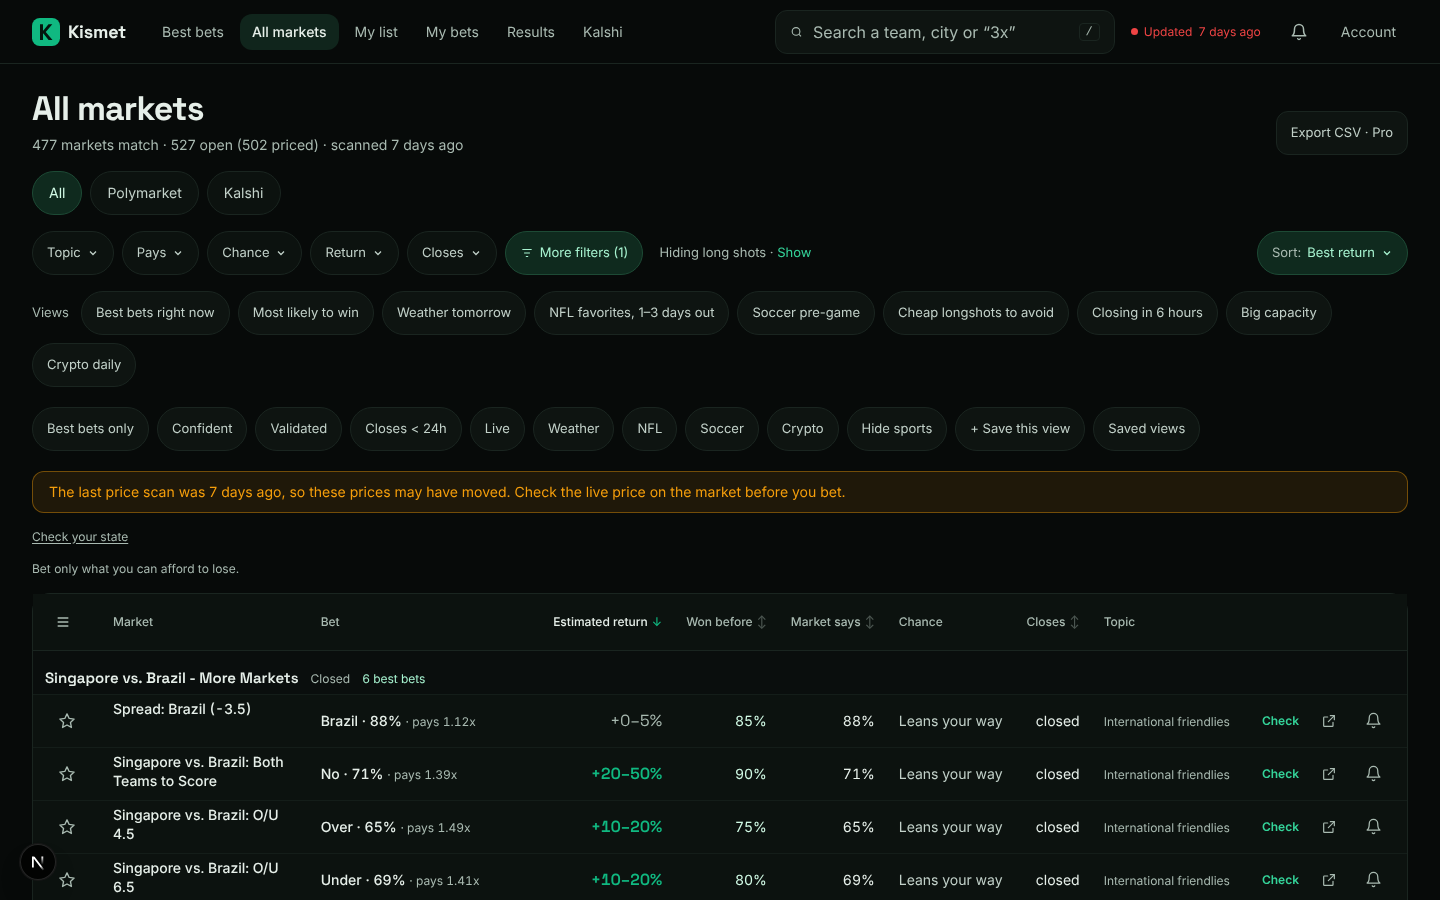 K Kismet Best bets All markets My list My bets Results Kalshi Search a team, city or “3x” / Updated 7 days ago Account
All markets
477 markets match · 527 open (502 priced) · scanned 7 days ago
Export CSV · Pro
All Polymarket Kalshi
Topic Pays Chance Return Closes More filters (1) Hiding long shots · Show Sort: Best return
Views Best bets right now Most likely to win Weather tomorrow NFL favorites, 1–3 days out Soccer pre-game Cheap longshots to avoid Closing in 6 hours Big capacity
Crypto daily
Best bets only Confident Validated Closes < 24h Live Weather NFL Soccer Crypto Hide sports + Save this view Saved views
The last price scan was 7 days ago, so these prices may have moved. Check the live price on the market before you bet.
Check your state
Bet only what you can afford to lose.
Market Bet Estimated return ↓ Won before Market says Chance Closes Topic
Singapore vs. Brazil - More Markets Closed 6 best bets
Spread: Brazil (-3.5) Brazil · 88% · pays 1.12x +0–5% 85% 88% Leans your way closed International friendlies Check
Singapore vs. Brazil: Both
Teams to Score No · 71% · pays 1.39x +20–50% 90% 71% Leans your way closed International friendlies Check
Singapore vs. Brazil: O/U
4.5 Over · 65% · pays 1.49x +10–20% 75% 65% Leans your way closed International friendlies Check
Singapore vs. Brazil: O/U
6.5 Under · 69% · pays 1.41x +10–20% 80% 69% Leans your way closed International friendlies Check
N